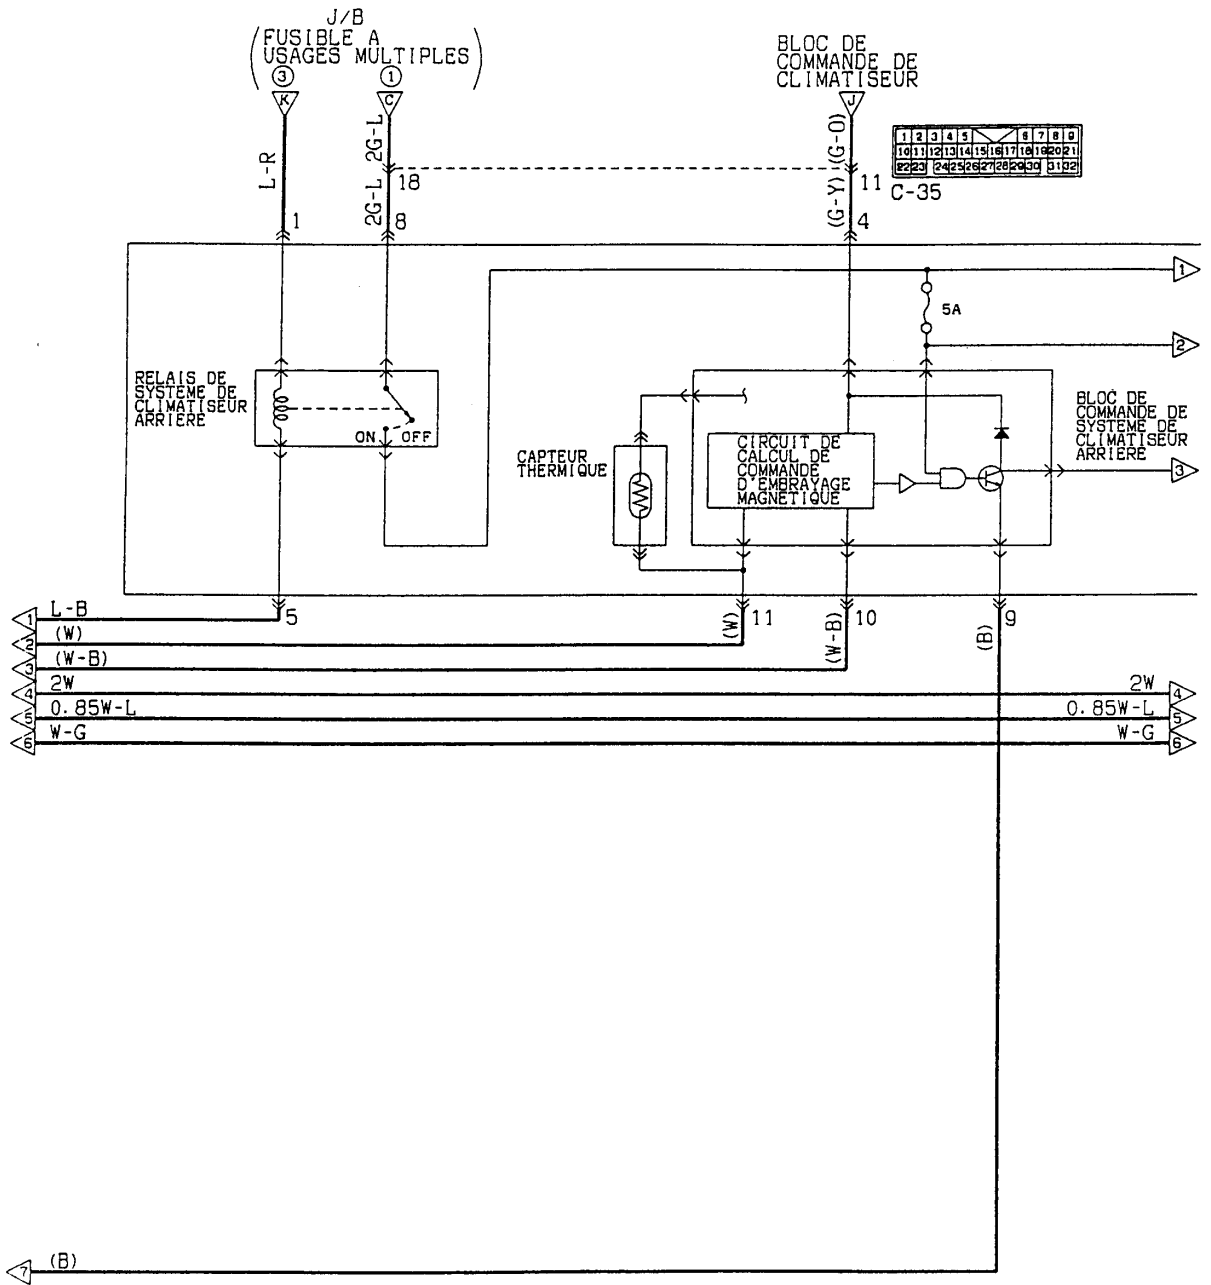 J/B
(FUSIBLE A
USAGES MULTIPLES)
3
1
K
C
BLOC DE
COMMANDE DE
CLIMATISEUR
J
L-R
2G-L
(G-O)
1 2 3 4 5 6 7 8 9
10 11 12 13 14 15 16 17 18 19 20 21
22 23 24 25 26 27 28 29 30 31 32
C-35
18
11
2G-L
(G-Y)
1
8
4
1
5A
2
RELAIS DE
SYSTEME DE
CLIMATISEUR
ARRIERE
ON OFF
CAPTEUR
THERMIQUE
CIRCUIT DE
CALCUL DE
COMMANDE
D'EMBRAYAGE
MAGNETIQUE
BLOC DE
COMMANDE DE
SYSTEME DE
CLIMATISEUR
ARRIERE
3
1 L-B
5
(W)
11
(W-B)
10
(B)
9
2 (W)
3 (W-B)
4 2W
2W 4
5 0.85W-L
0.85W-L 5
6 W-G
W-G 6
7 (B)